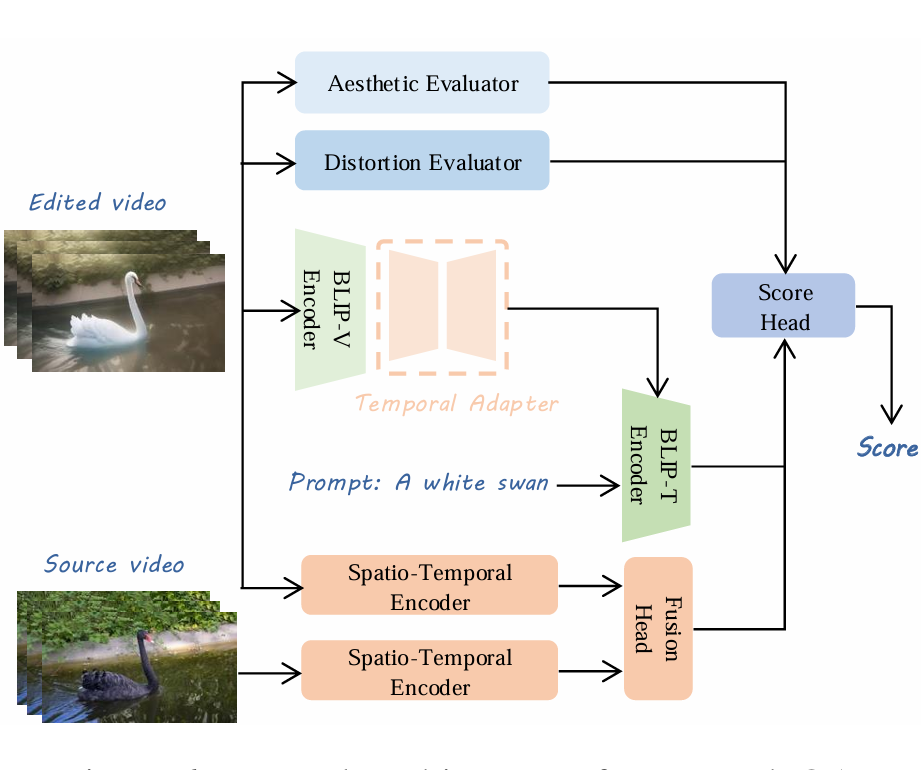 Aesthetic Evaluator
Distortion Evaluator
Edited video
BLIP-V
Encoder
Temporal Adapter
Score
Head
Score
Prompt: A white swan
BLIP-T
Encoder
Source video
Spatio-Temporal
Encoder
Fusion
Head
Spatio-Temporal
Encoder